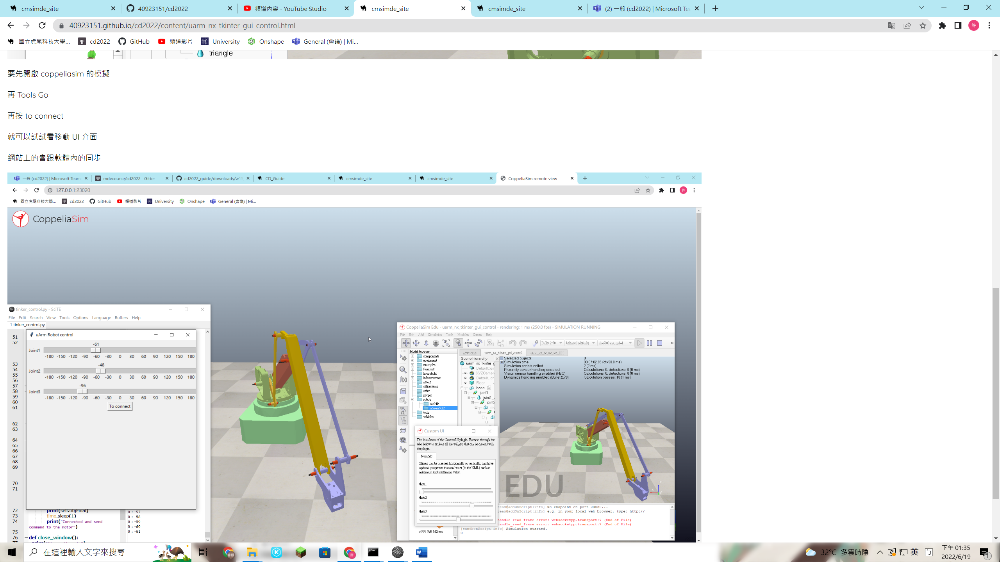 cmsimde_site
40923151/cd2022
頻道內容 - YouTube Studio
cmsimde_site
cmsimde_site
(2) 一般 (cd2022) | Microsoft Te
40923151.github.io/cd2022/content/uarm_nx_tkinter_gui_control.html
許
國立虎尾科技大學...
cd2022
GitHub
頻道影片
University
Onshape
General (會議) | Mi...
triangle
要先開啟 coppeliasim 的模擬
再 Tools Go
再按 to connect
就可以試試看移動 UI 介面
網站上的會跟軟體內的同步
一般 (cd2022) | Microsoft Team
mdecourse/cd2022 - Gitter
cd2022_guide/downloads/w15
CD_Guide
cmsimde_site
cmsimde_site
CoppeliaSim remote view
127.0.0.1:23020
許
國立虎尾科技大學...
cd2022
GitHub
頻道影片
University
Onshape
General (會議) | Mi...
CoppeliaSim
tinker_control.py - SciTE
File Edit Search View Tools Options Language Buffers Help
1 tinker_control.py
uArm Robot control
-61
Joint1
-180 -150 -120 -90 -60 -30 0 30 60 90 120 150 180
-48
Joint2
-180 -150 -120 -90 -60 -30 0 30 60 90 120 150 180
-96
Joint3
-180 -150 -120 -90 -60 -30 0 30 60 90 120 150 180
To connect
51
52
53
54
55
56
57
58
59
60
61
62
63
64
65
66
67
68
69
70
71
72 print(self.objFinal)
73 time.sleep(1)
74 print("Connected and send
command to the motor")
75
76 def close_window():
0 : -57
0 : -58
0 : -59
0 : -60
0 : -61
CoppeliaSim Edu - uarm_nx_tkinter_gui_control - rendering: 1 ms (250.0 fps) - SIMULATION RUNNING
File Edit Add Simulation Tools Modules Scenes Help
Bullet 2.78
balanced (default)
dt=50.0 ms, ppf=1
Model browser
components
equipment
examples
furniture
household
infrastructure
nature
office items
other
people
robots
mobile
non-mobile
tools
vehicles
new scene
uarm_nx_tkinter_gui_control
uarm_nx_tic_tac_toe_DH
Scene hierarchy
uarm_nx_tkinter_g
DefaultCam
XYZCamera
DefaultLigh
Floor
base
joint1
joint1_c
joint2
Selected objects: 0
Simulation time: 00:07:02.85 (dt=50.0 ms)
Simulation scripts called 2 (2 ms)
Proximity sensor handling enabled Calculations: 0, detections: 0 (0 ms)
Vision sensor handling enabled (FBO) Calculations: 0, detections: 0 (0 ms)
Dynamics handling enabled (Bullet 2.78) Calculation passes: 10 (1 ms)
EDU
Custom UI
This is a demo of the CustomUI plugin. Browse through the
tabs below to explore all the widgets that can be created with
the plugin.
Numeric
Sliders can be oriented horizontally or vertically, and have
optional properties that can be set (in the XML) such as
minimum and maximum value.
theta1
theta2
theta3
ABB IRB 140.ttm
ream@addOnScript:info] WS endpoint on port 23020...
ream@addOnScript:info] e.g. in your local web browser, type: http://
handle_read_frame error: websocketpp.transport:7 (End of File)
handle_read_frame error: websocketpp.transport:7 (End of File)
[sandboxScript:info] Simulation started.
0
在這裡輸入文字來搜尋
32°C 多雲時陰
英
下午 01:35
2022/6/19
1